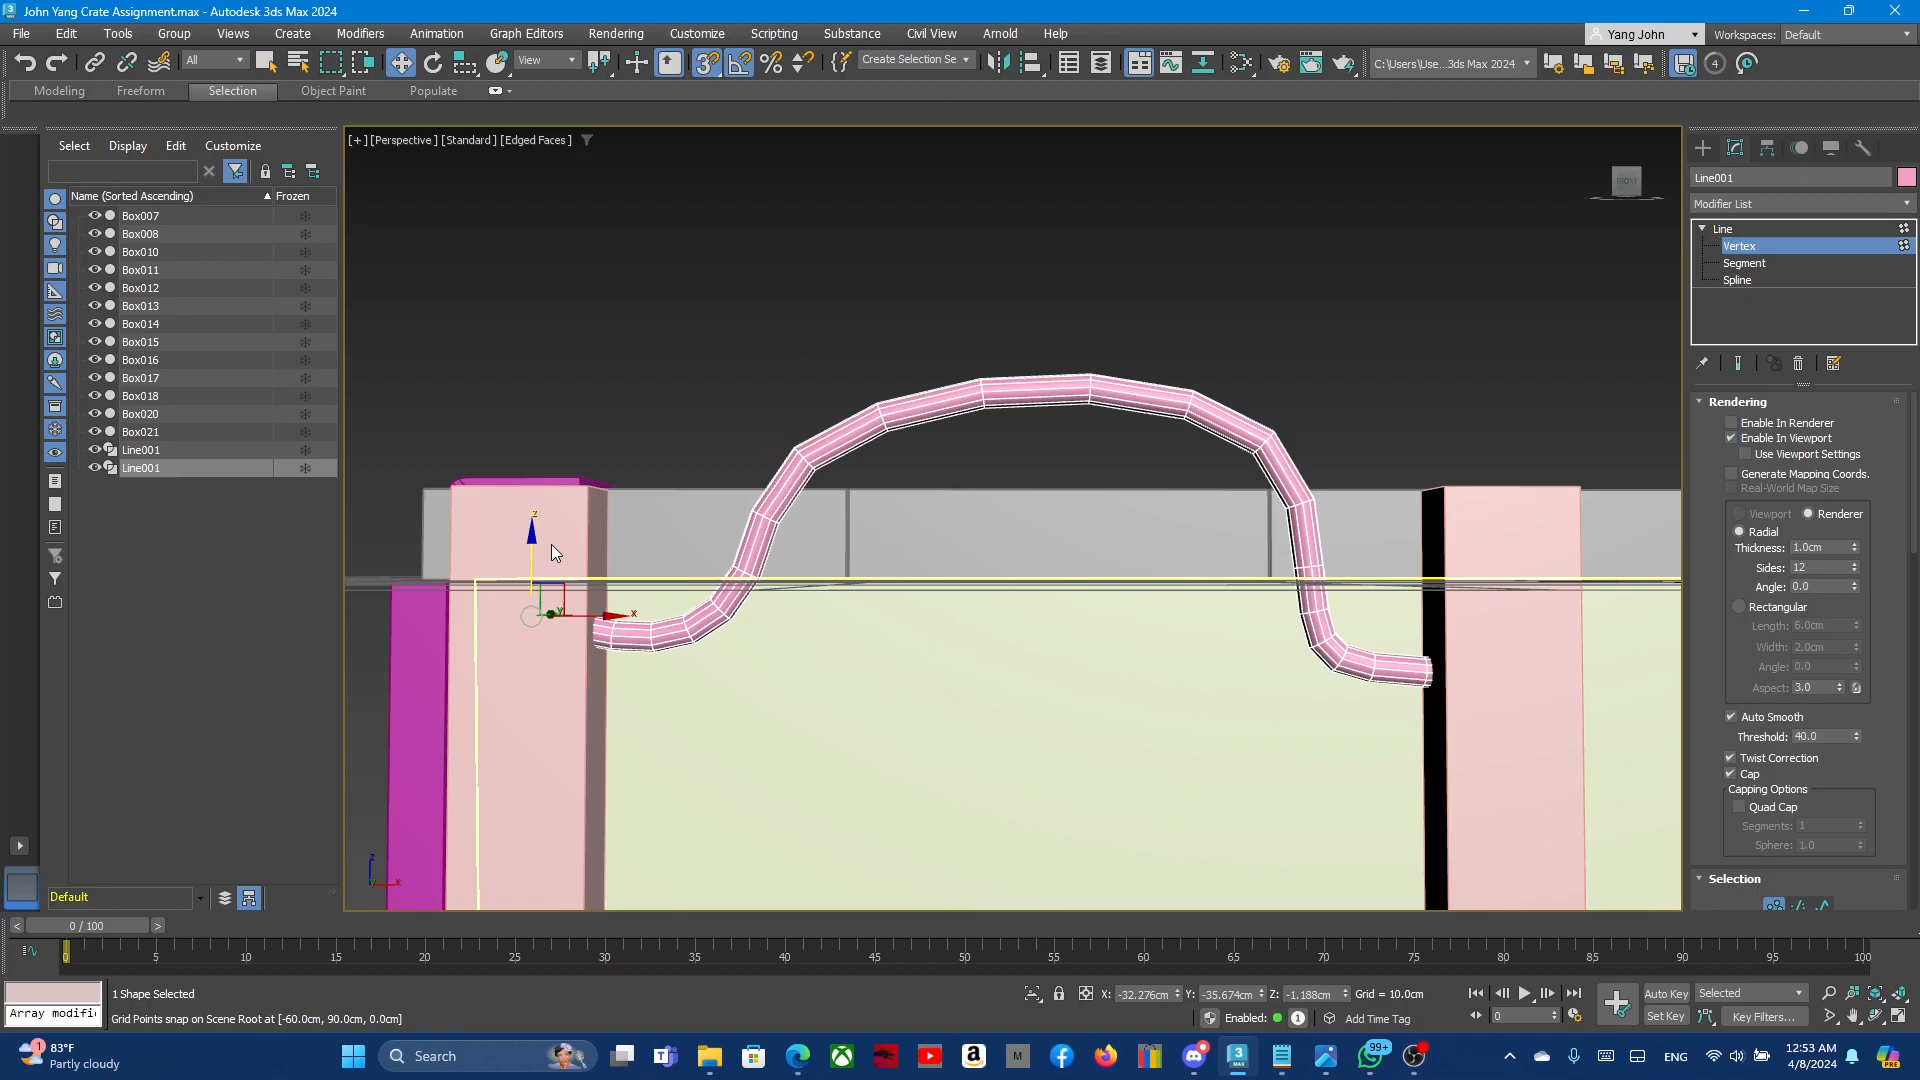 John Yang Crate Assignment.max - Autodesk 3ds Max 2024
File Edit Tools Group Views Create Modifiers Animation Graph Editors Rendering Customize Scripting Substance Civil View Arnold Help
Yang John Workspaces: Default
All View Create Selection Se C:\Users\Use...3ds Max 2024
Modeling Freeform Selection Object Paint Populate
Select Display Edit Customize
Name (Sorted Ascending) Frozen
Box007
Box008
Box010
Box011
Box012
Box013
Box014
Box015
Box016
Box017
Box018
Box020
Box021
Line001
Line001
Default
[+] [Perspective] [Standard] [Edged Faces]
FRONT
z
x
y
z
x
Line001
Modifier List
Line
Vertex
Segment
Spline
Rendering
Enable In Renderer
Enable In Viewport
Use Viewport Settings
Generate Mapping Coords.
Real-World Map Size
Viewport Renderer
Radial
Thickness: 1.0cm
Sides: 12
Angle: 0.0
Rectangular
Length: 6.0cm
Width: 2.0cm
Angle: 0.0
Aspect: 3.0
Auto Smooth
Threshold: 40.0
Twist Correction
Cap
Capping Options
Quad Cap
Segments: 1
Sphere: 1.0
Selection
< 0 / 100 >
0 5 10 15 20 25 30 35 40 45 50 55 60 65 70 75 80 85 90 95 100
1 Shape Selected
X: -32.276cm Y: -35.674cm Z: -1.188cm Grid = 10.0cm
Auto Key Selected
Array modifi
Grid Points snap on Scene Root at [-60.0cm, 90.0cm, 0.0cm]
Enabled: 1 Add Time Tag
0
Set Key Key Filters...
1
83°F
Partly cloudy
Search
99+
ENG
12:53 AM
4/8/2024